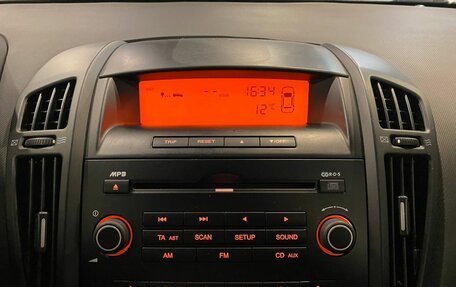 -- 16:34
12°C
TRIP RESET ▲ ▼/OFF
MP3 R·D·S
TA AST SCAN SETUP SOUND
AM FM CD AUX